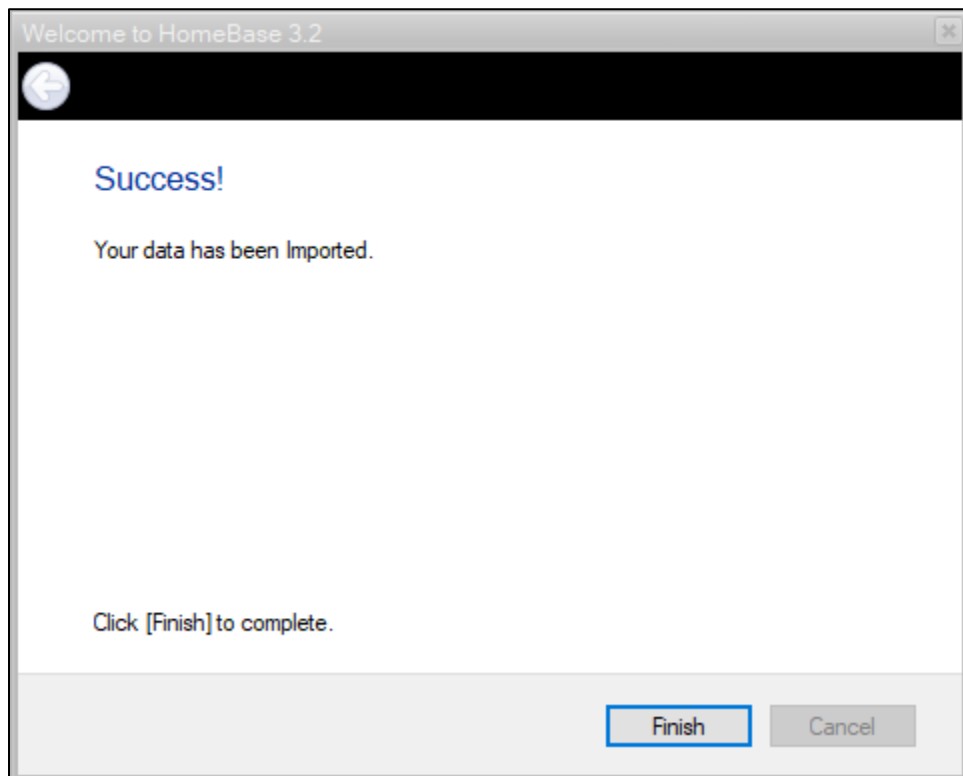 Welcome to HomeBase 3.2
Success!
Your data has been Imported.
Click [Finish] to complete.
Finish Cancel